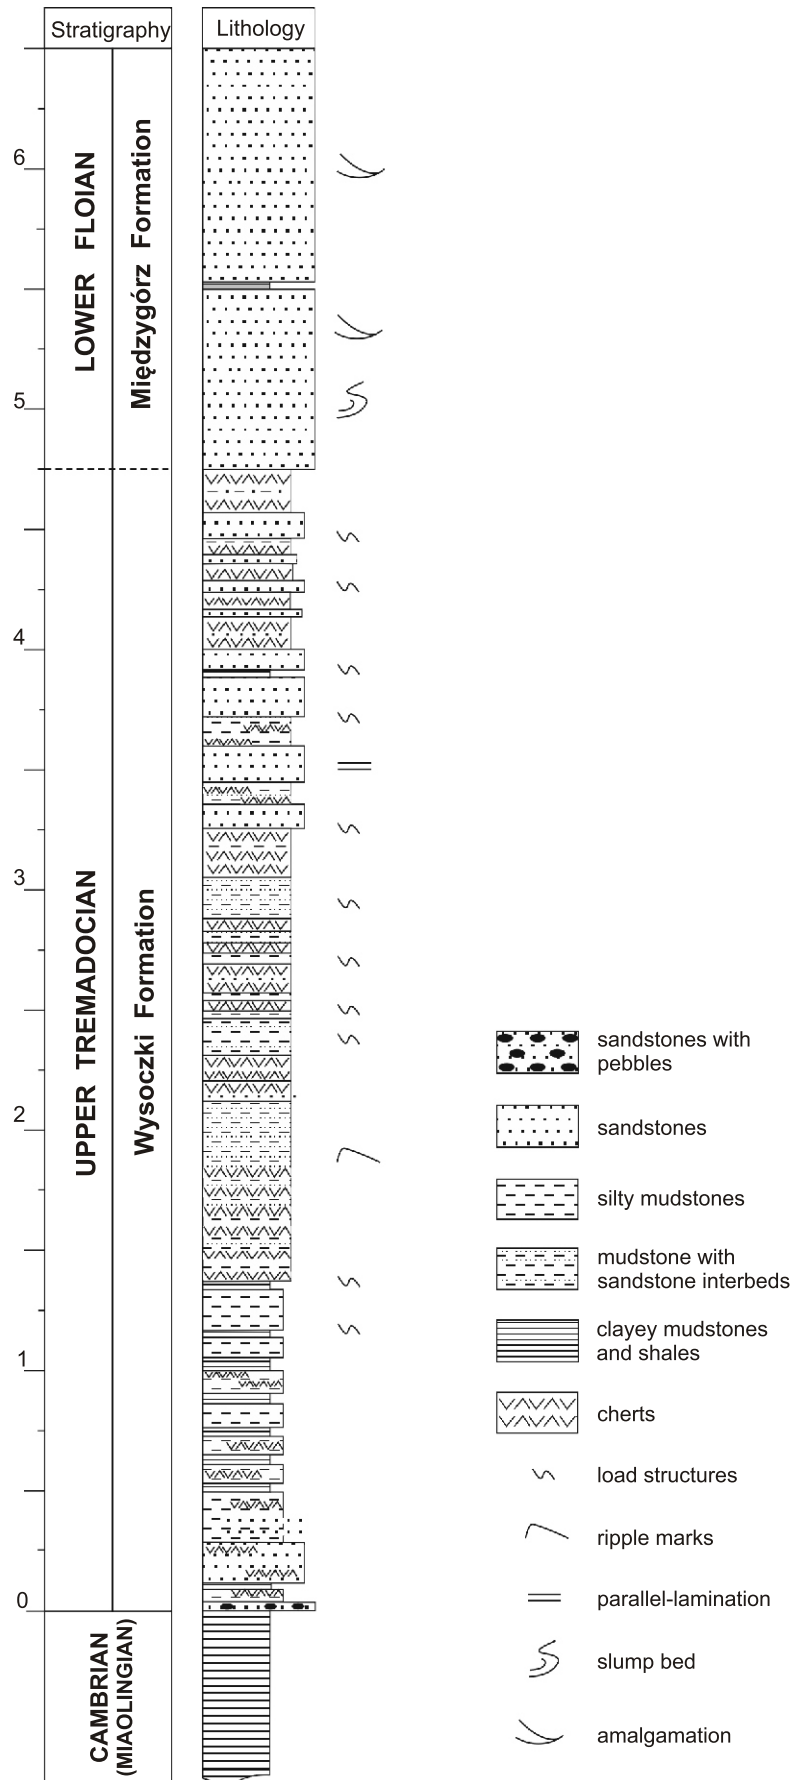 Stratigraphy
Lithology
6
5
4
3
2
1
0
LOWER FLOIAN
Międzygórz Formation
UPPER TREMADOCIAN
Wysoczki Formation
CAMBRIAN
(MIAOLINGIAN)
sandstones with
pebbles
sandstones
silty mudstones
mudstone with
sandstone interbeds
clayey mudstones
and shales
cherts
load structures
ripple marks
parallel-lamination
slump bed
amalgamation